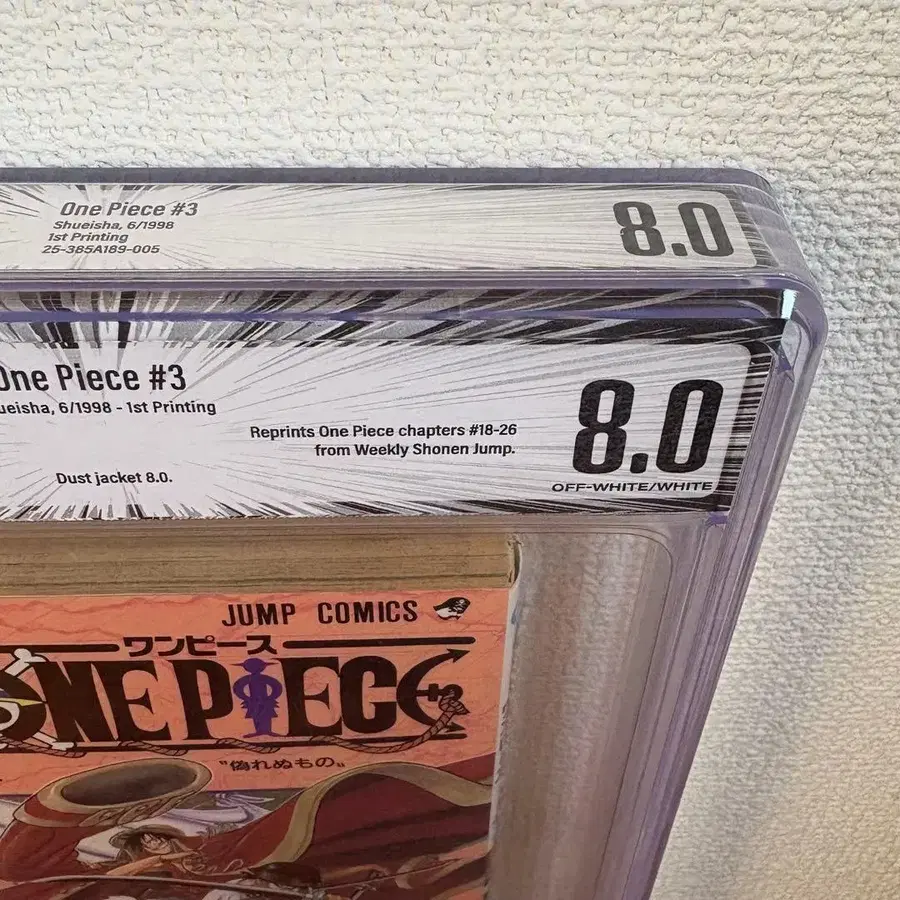 One Piece #3
Shueisha, 6/1998
1st Printing
25-385A189-005
8.0
One Piece #3
ueisha, 6/1998 - 1st Printing
Reprints One Piece chapters #18-26
from Weekly Shonen Jump.
Dust jacket 8.0.
8.0
OFF-WHITE/WHITE
JUMP COMICS
ワンピース
ONE PIECE
"偽れぬもの"